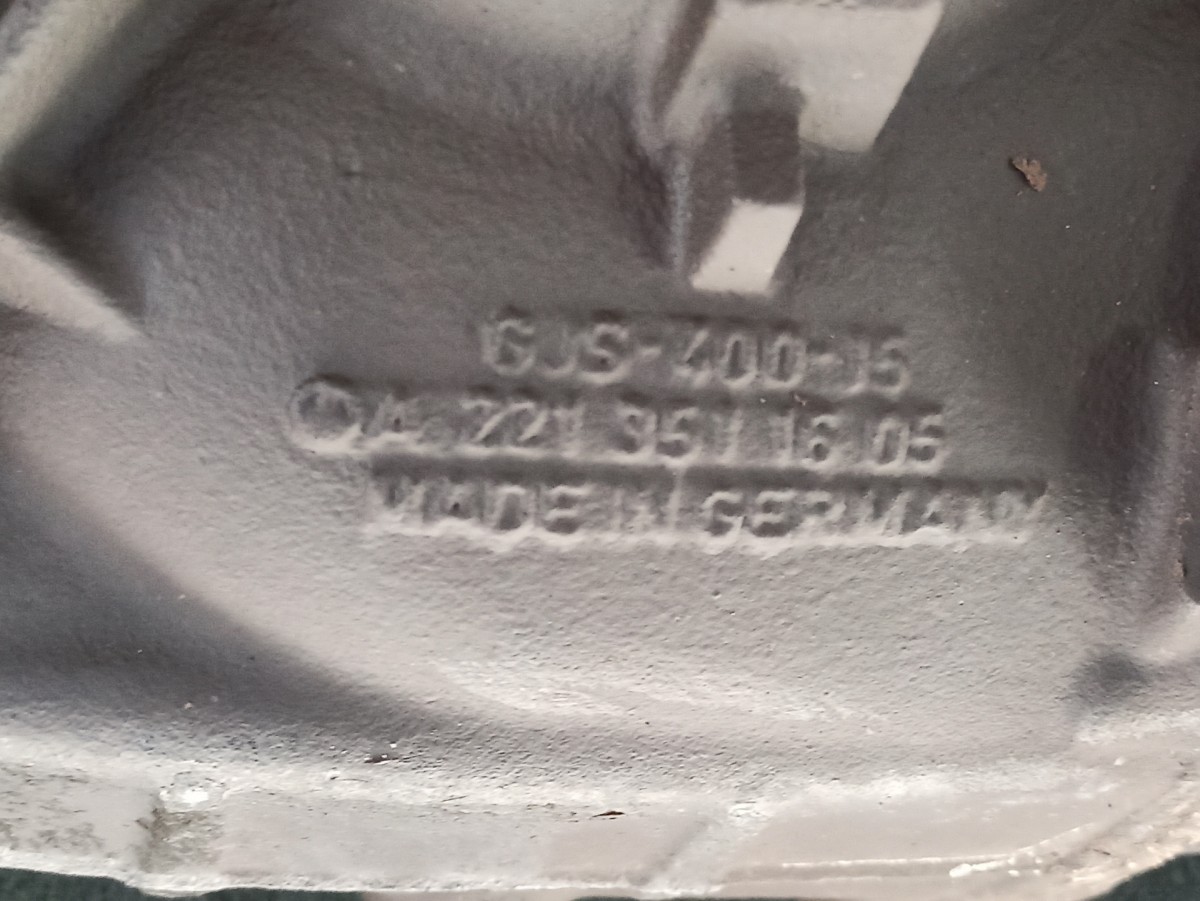 GJS-400-15
A 221 351 16 05
MADE IN GERMANY